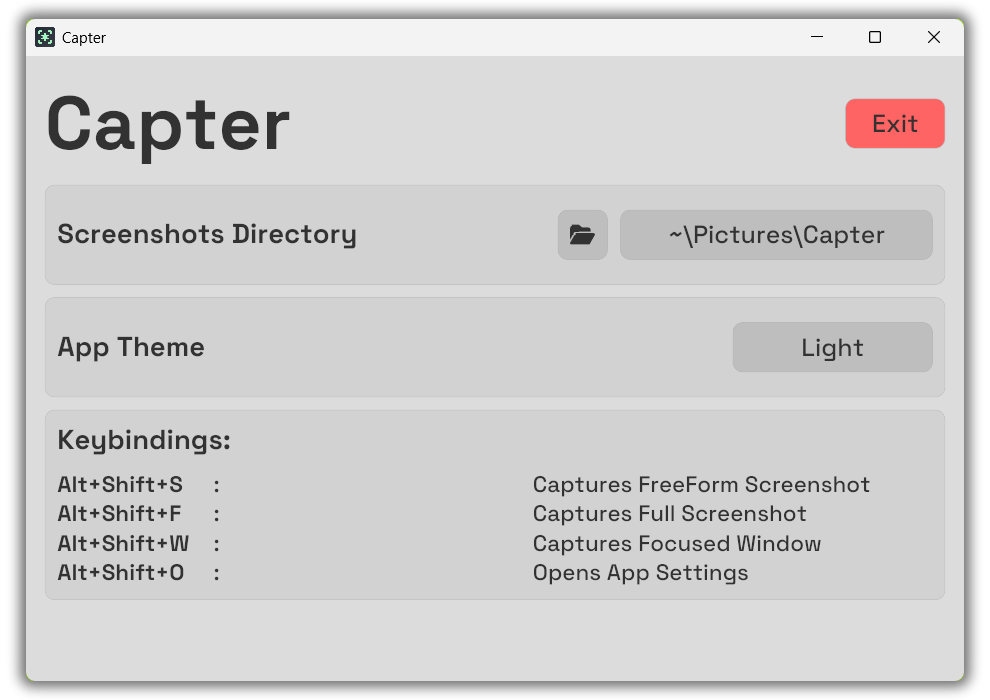 Capter
Capter
Exit
Screenshots Directory
~\Pictures\Capter
App Theme
Light
Keybindings:
Alt+Shift+S : Captures FreeForm Screenshot
Alt+Shift+F : Captures Full Screenshot
Alt+Shift+W : Captures Focused Window
Alt+Shift+O : Opens App Settings